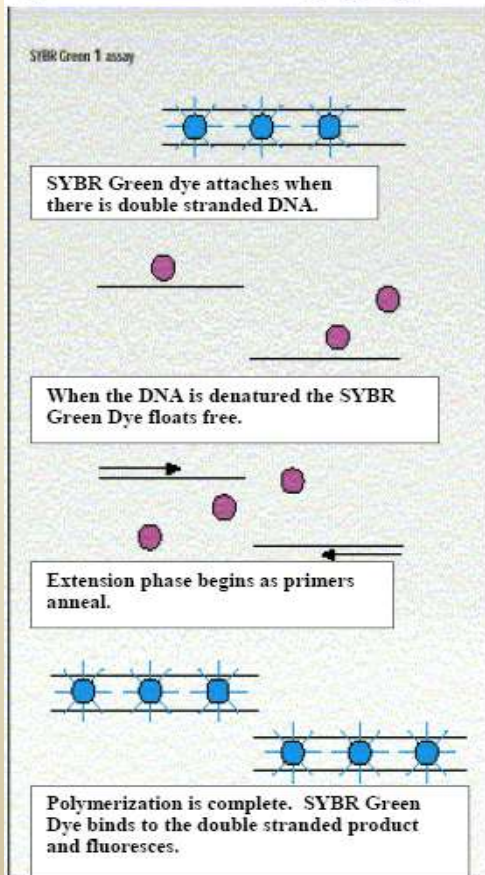 SYBR Green 1 assay
SYBR Green dye attaches when
there is double stranded DNA.
When the DNA is denatured the SYBR
Green Dye floats free.
Extension phase begins as primers
anneal.
Polymerization is complete.  SYBR Green
Dye binds to the double stranded product
and fluoresces.